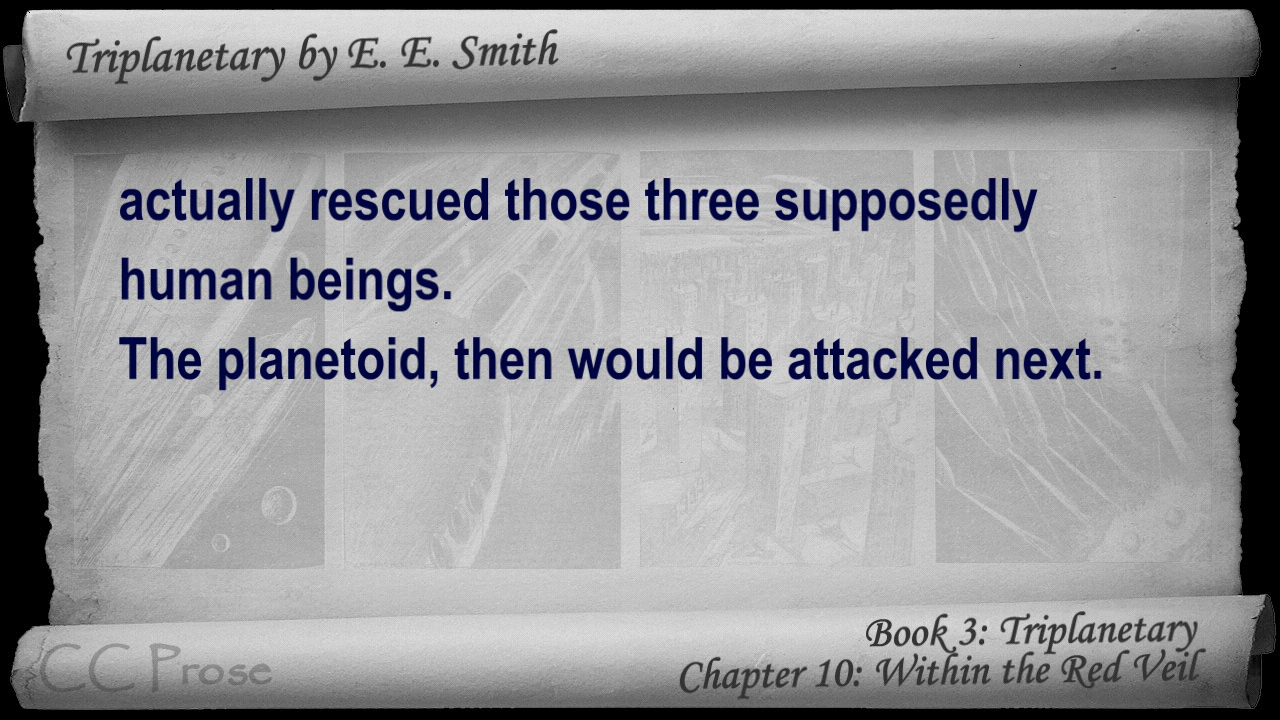 Triplanetary by E. E. Smith
actually rescued those three supposedly
human beings.
The planetoid, then would be attacked next.
Book 3: Triplanetary
Chapter 10: Within the Red Veil
CC Prose